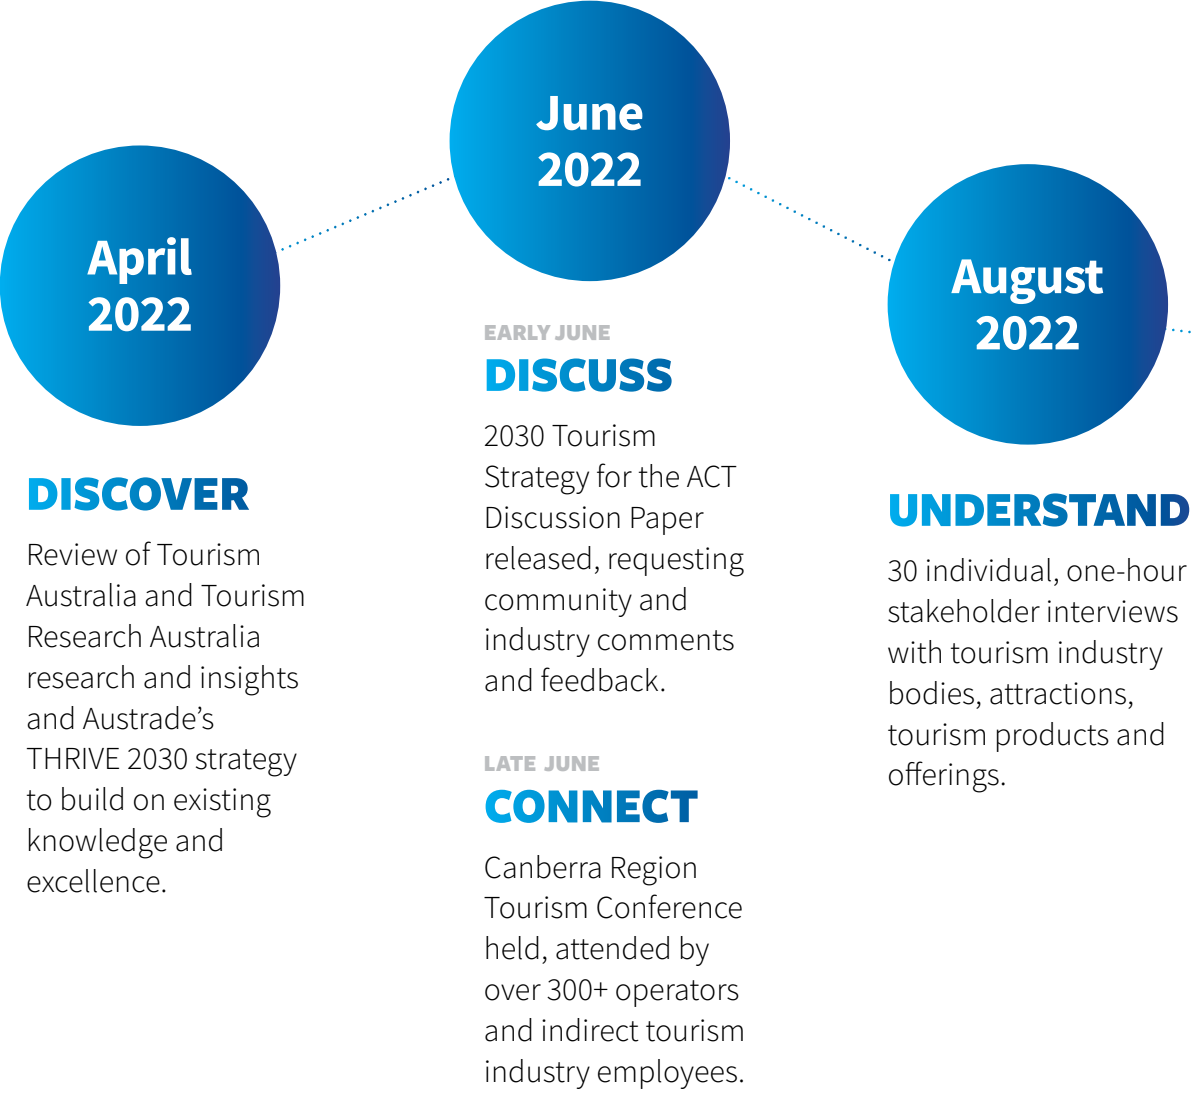 April
2022
DISCOVER
Review of Tourism
Australia and Tourism
Research Australia
research and insights
and Austrade’s
THRIVE 2030 strategy
to build on existing
knowledge and
excellence.
June
2022
EARLY JUNE
DISCUSS
2030 Tourism
Strategy for the ACT
Discussion Paper
released, requesting
community and
industry comments
and feedback.
LATE JUNE
CONNECT
Canberra Region
Tourism Conference
held, attended by
over 300+ operators
and indirect tourism
industry employees.
August
2022
UNDERSTAND
30 individual, one-hour
stakeholder interviews
with tourism industry
bodies, attractions,
tourism products and
offerings.